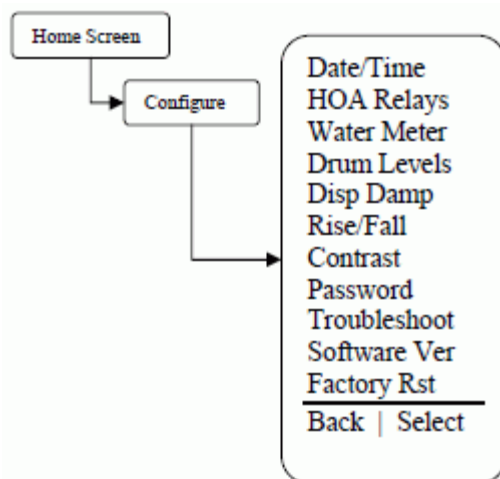 Home Screen
Configure
Date/Time
HOA Relays
Water Meter
Drum Levels
Disp Damp
Rise/Fall
Contrast
Password
Troubleshoot
Software Ver
Factory Rst
Back | Select